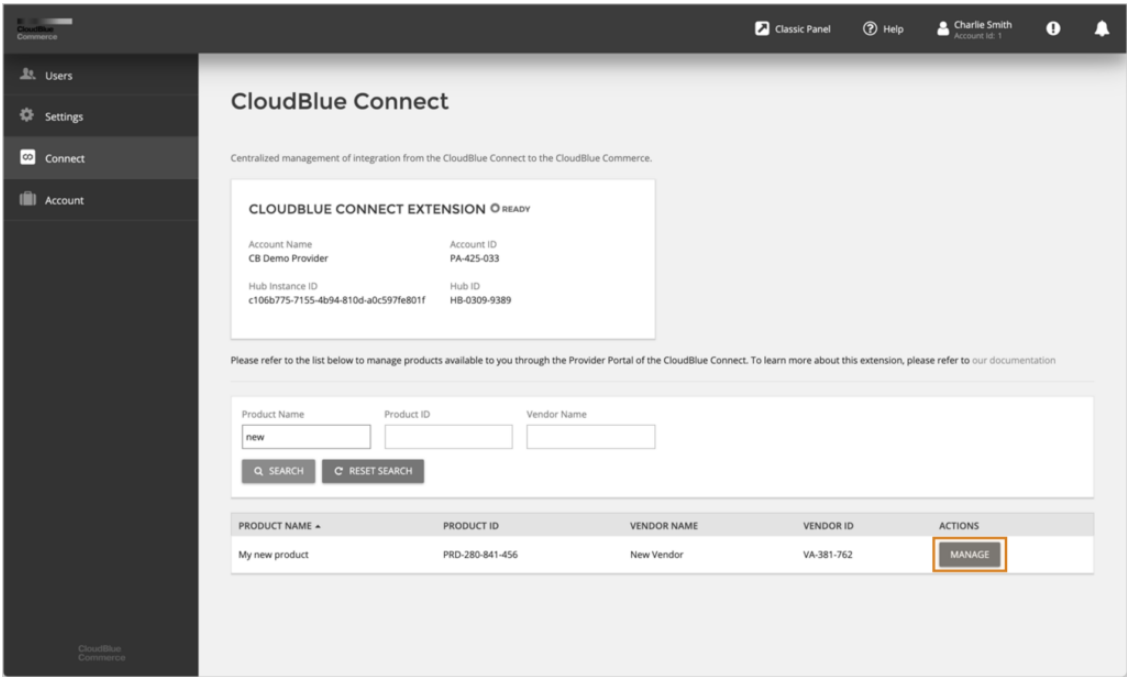 CloudBlue
Commerce
Classic Panel
Help
Charlie Smith
Account Id: 1
Users
Settings
Connect
Account
CloudBlue Connect
Centralized management of integration from the CloudBlue Connect to the CloudBlue Commerce.
CLOUDBLUE CONNECT EXTENSION READY
Account Name Account ID
CB Demo Provider PA-425-033
Hub Instance ID Hub ID
c106b775-7155-4b94-810d-a0c597fe801f HB-0309-9389
Please refer to the list below to manage products available to you through the Provider Portal of the CloudBlue Connect. To learn more about this extension, please refer to our documentation
Product Name Product ID Vendor Name
new
SEARCH RESET SEARCH
PRODUCT NAME PRODUCT ID VENDOR NAME VENDOR ID ACTIONS
My new product PRD-280-841-456 New Vendor VA-381-762 MANAGE
CloudBlue
Commerce